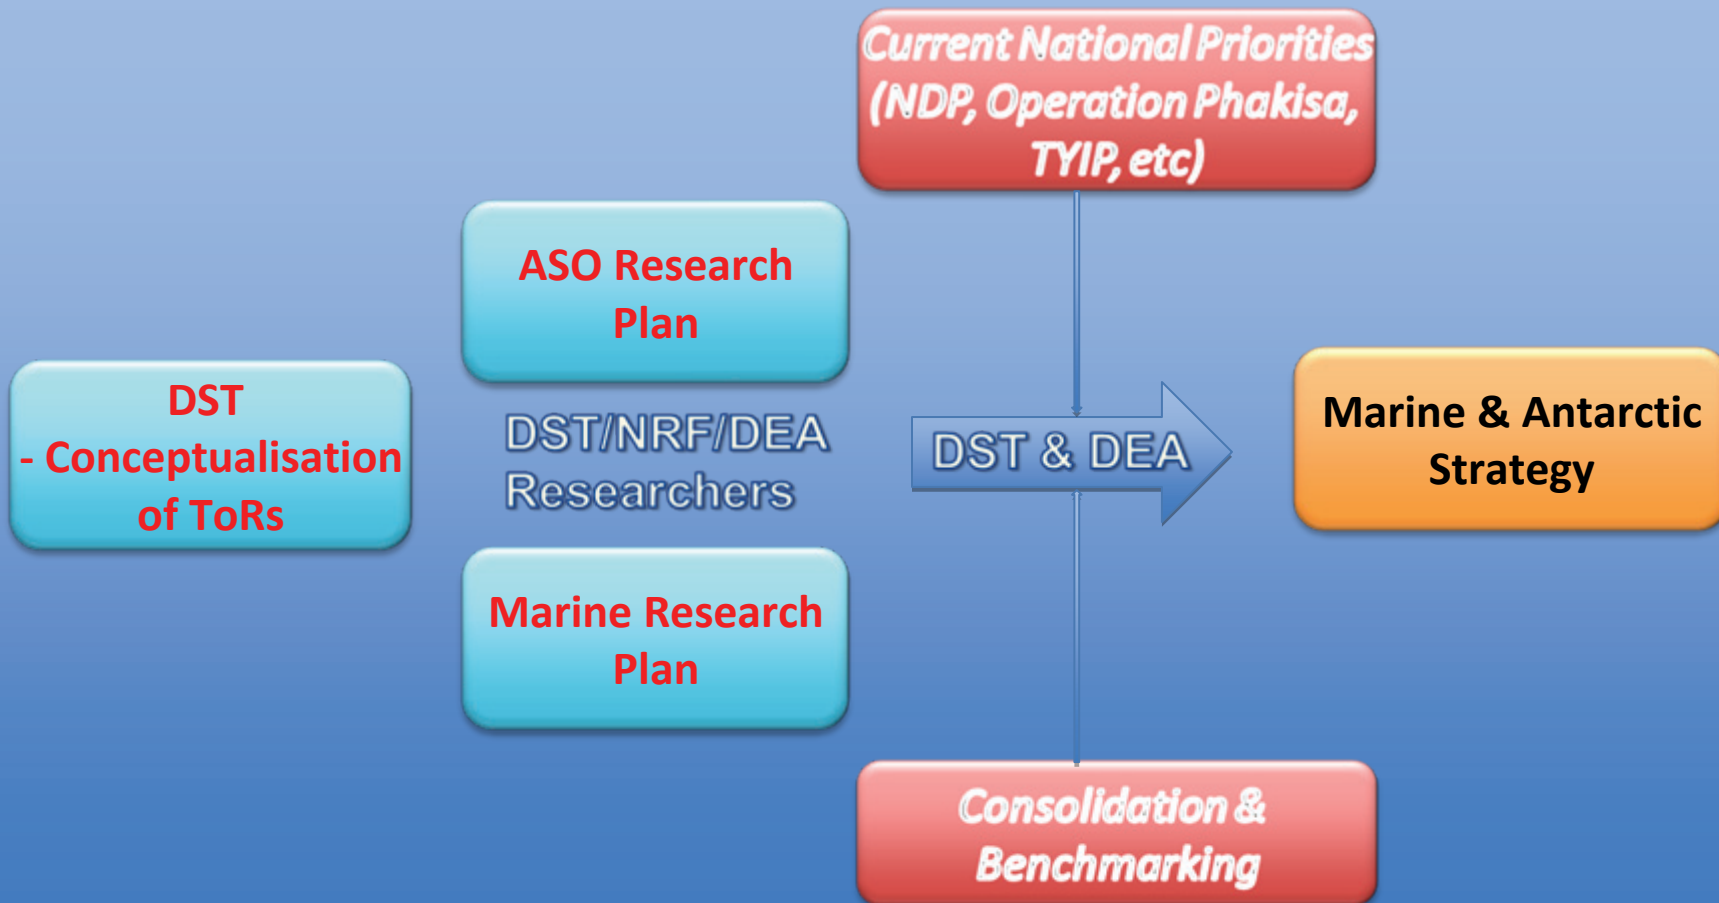 Current National Priorities
(NDP, Operation Phakisa,
TYIP, etc)
ASO Research
Plan
DST
- Conceptualisation
of ToRs
DST/NRF/DEA
Researchers
DST & DEA
Marine & Antarctic
Strategy
Marine Research
Plan
Consolidation &
Benchmarking